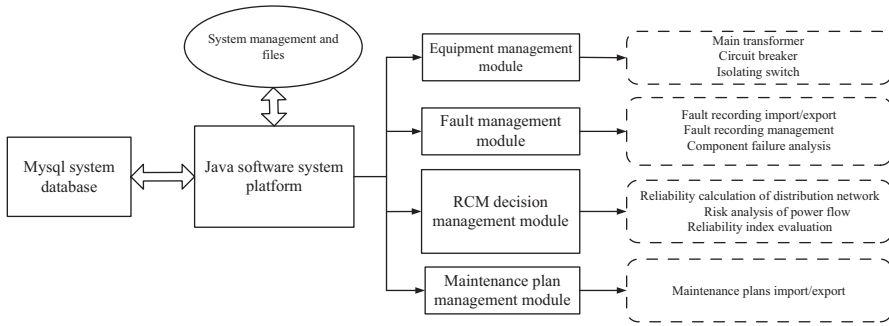 System management and
files
Mysql system
database
Java software system
platform
Equipment management
module
Main transformer
Circuit breaker
Isolating switch
Fault management
module
Fault recording import/export
Fault recording management
Component failure analysis
RCM decision
management module
Reliability calculation of distribution network
Risk analysis of power flow
Reliability index evaluation
Maintenance plan
management module
Maintenance plans import/export